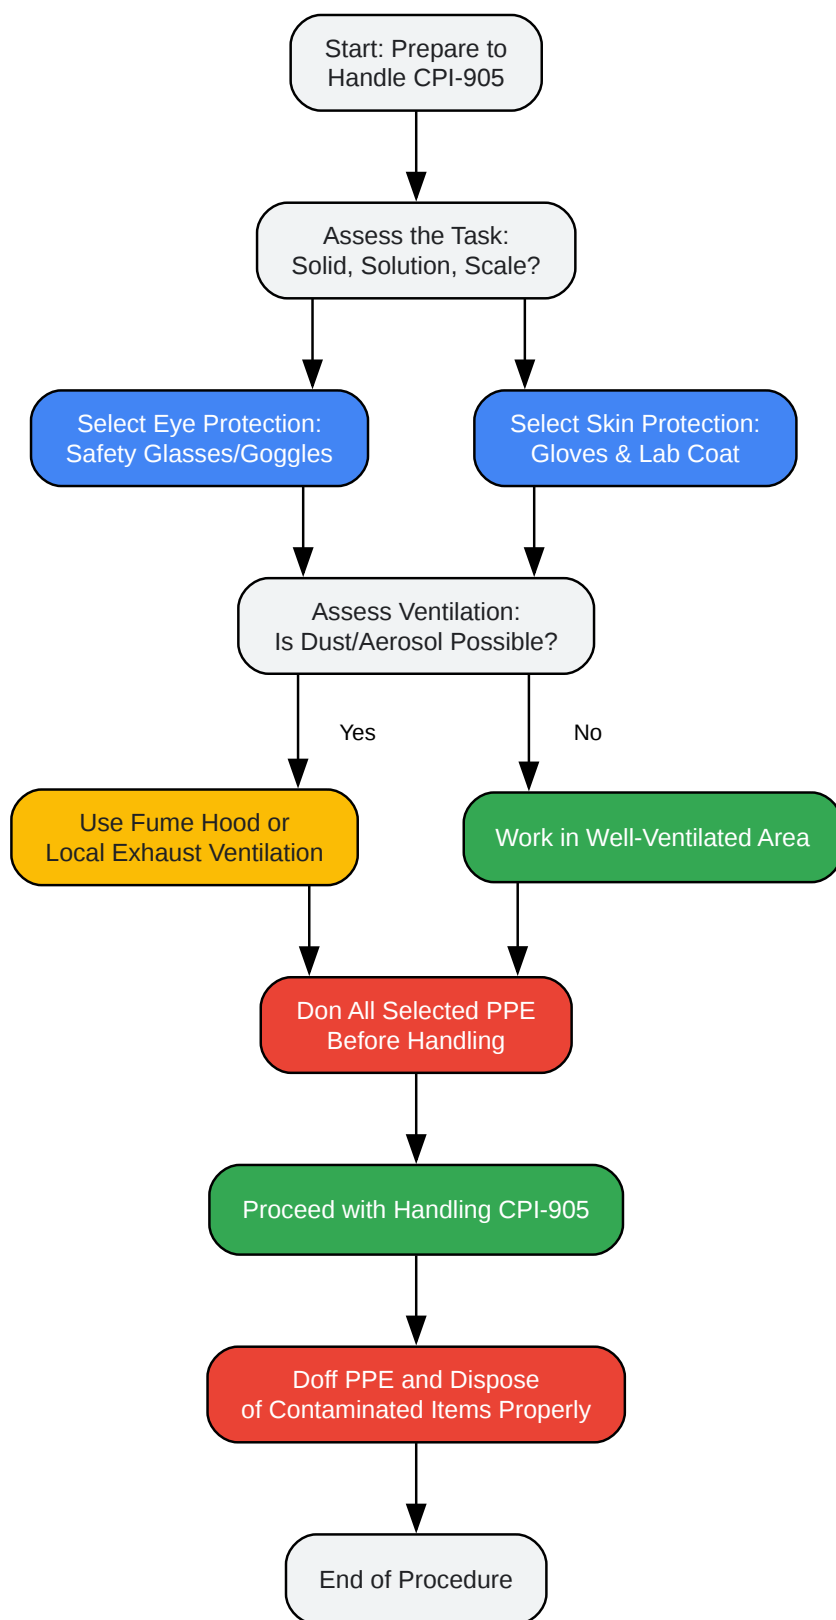 Start: Prepare to
Handle CPI-905
Assess the Task:
Solid, Solution, Scale?
Select Eye Protection:
Safety Glasses/Goggles
Select Skin Protection:
Gloves & Lab Coat
Assess Ventilation:
Is Dust/Aerosol Possible?
Yes
No
Use Fume Hood or
Local Exhaust Ventilation
Work in Well-Ventilated Area
Don All Selected PPE
Before Handling
Proceed with Handling CPI-905
Doff PPE and Dispose
of Contaminated Items Properly
End of Procedure